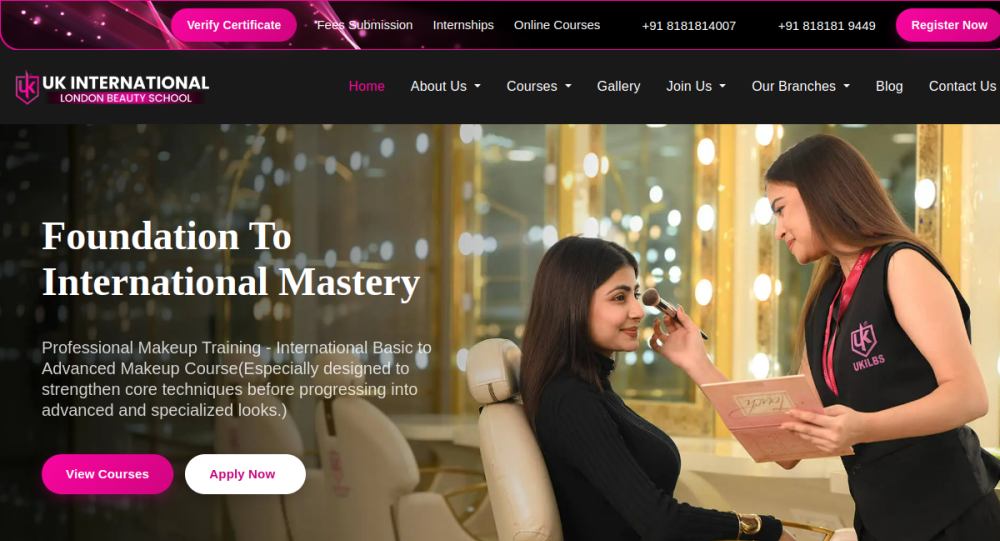 Verify Certificate
Fees Submission
Internships
Online Courses
+91 8181814007
+91 818181 9449
Register Now
UK INTERNATIONAL
LONDON BEAUTY SCHOOL
Home
About Us
Courses
Gallery
Join Us
Our Branches
Blog
Contact Us
Foundation To
International Mastery
Professional Makeup Training - International Basic to
Advanced Makeup Course(Especially designed to
strengthen core techniques before progressing into
advanced and specialized looks.)
View Courses
Apply Now
UKILBS